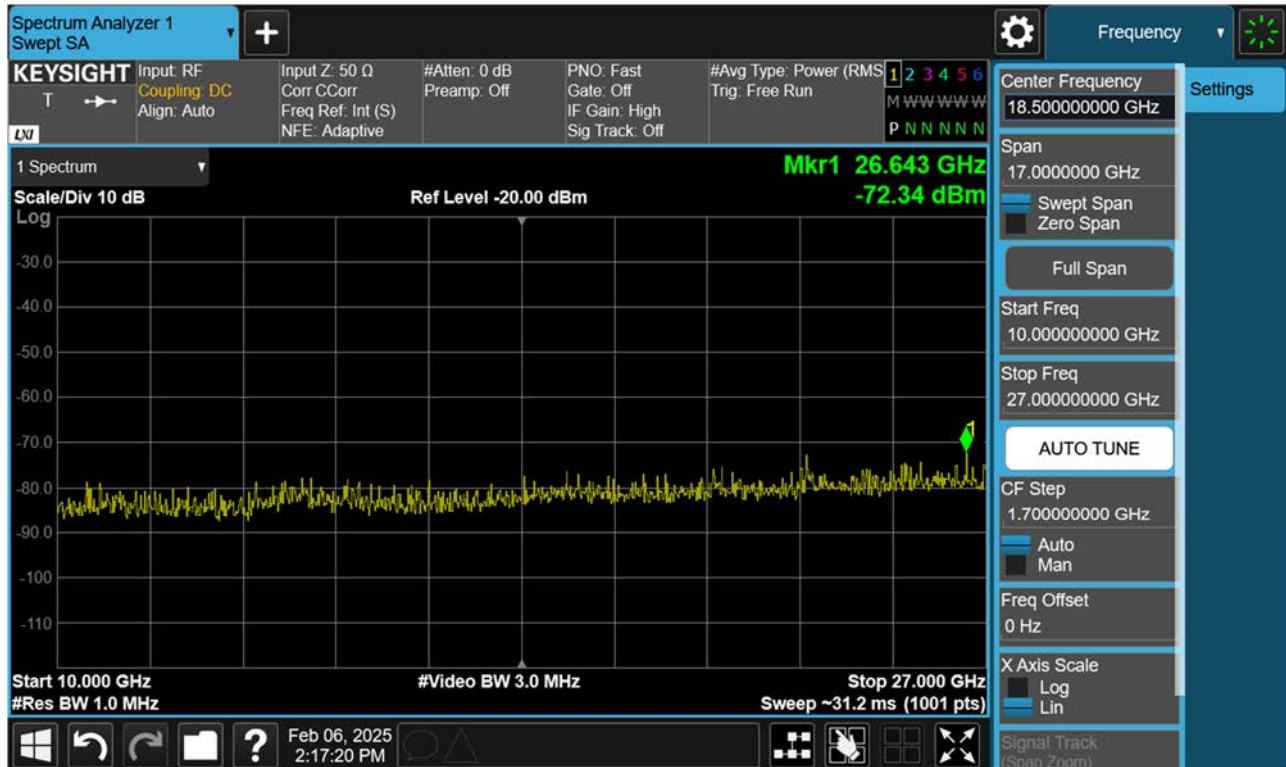 Spectrum Analyzer 1
Swept SA
+
Frequency
KEYSIGHT
T
LXI
Input: RF
Coupling: DC
Align: Auto
Input Z: 50 Ω
Corr CCorr
Freq Ref: Int (S)
NFE: Adaptive
#Atten: 0 dB
Preamp: Off
PNO: Fast
Gate: Off
IF Gain: High
Sig Track: Off
#Avg Type: Power (RMS
Trig: Free Run
1 2 3 4 5 6
M W W W W W
P N N N N N
1 Spectrum
Mkr1 26.643 GHz
-72.34 dBm
Scale/Div 10 dB
Ref Level -20.00 dBm
Log
1
-30.0
-40.0
-50.0
-60.0
-70.0
-80.0
-90.0
-100
-110
Start 10.000 GHz
#Video BW 3.0 MHz
Stop 27.000 GHz
#Res BW 1.0 MHz
Sweep ~31.2 ms (1001 pts)
Center Frequency
18.500000000 GHz
Settings
Span
17.0000000 GHz
Swept Span
Zero Span
Full Span
Start Freq
10.000000000 GHz
Stop Freq
27.000000000 GHz
AUTO TUNE
CF Step
1.700000000 GHz
Auto
Man
Freq Offset
0 Hz
X Axis Scale
Log
Lin
Signal Track
(Span Zoom)
?
Feb 06, 2025
2:17:20 PM